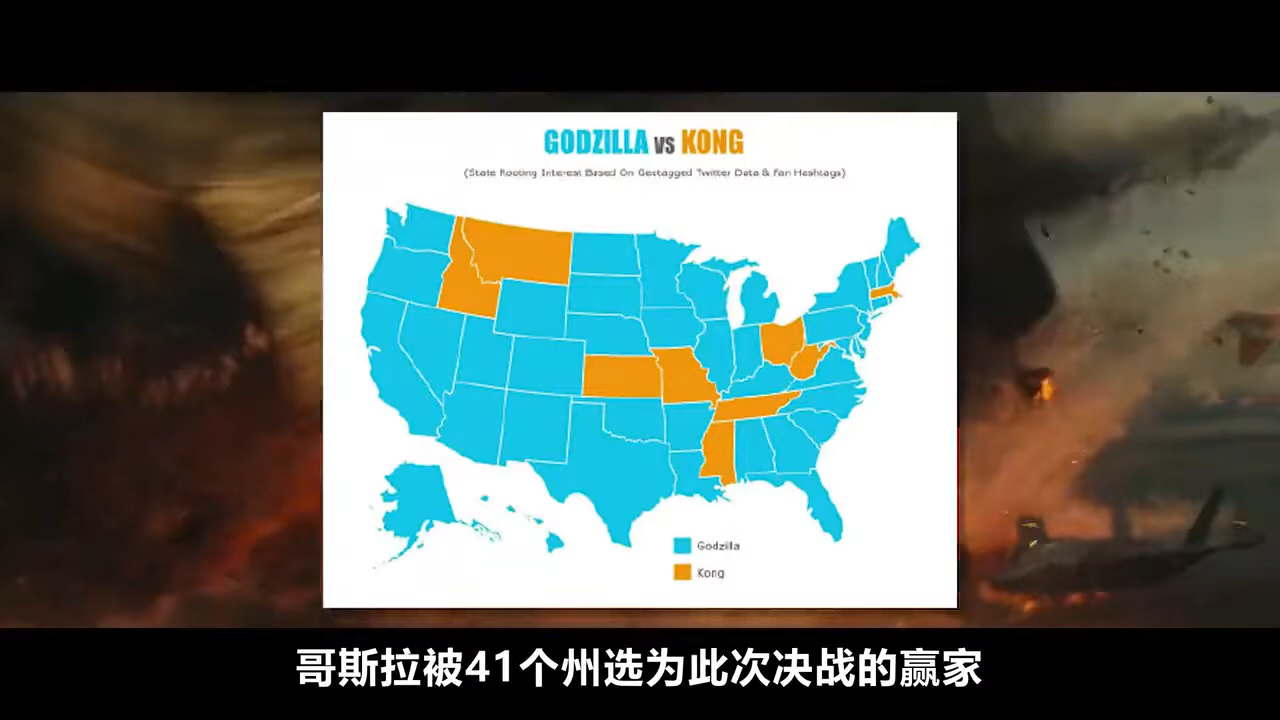 GODZILLA VS KONG
(State Rooting Interest Based On Geotagged Twitter Data & Fan Hashtags)
Godzilla
Kong
哥斯拉被41个州选为此次决战的赢家